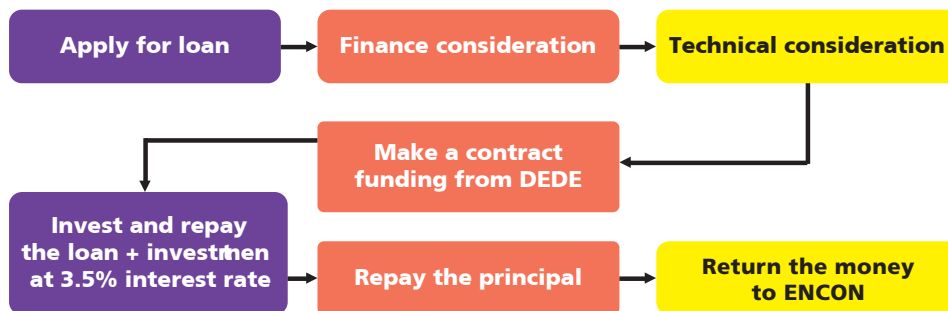 Apply for loan
Finance consideration
Technical consideration
Make a contract
funding from DEDE
Invest and repay
the loan + investmen
at 3.5% interest rate
Repay the principal
Return the money
to ENCON